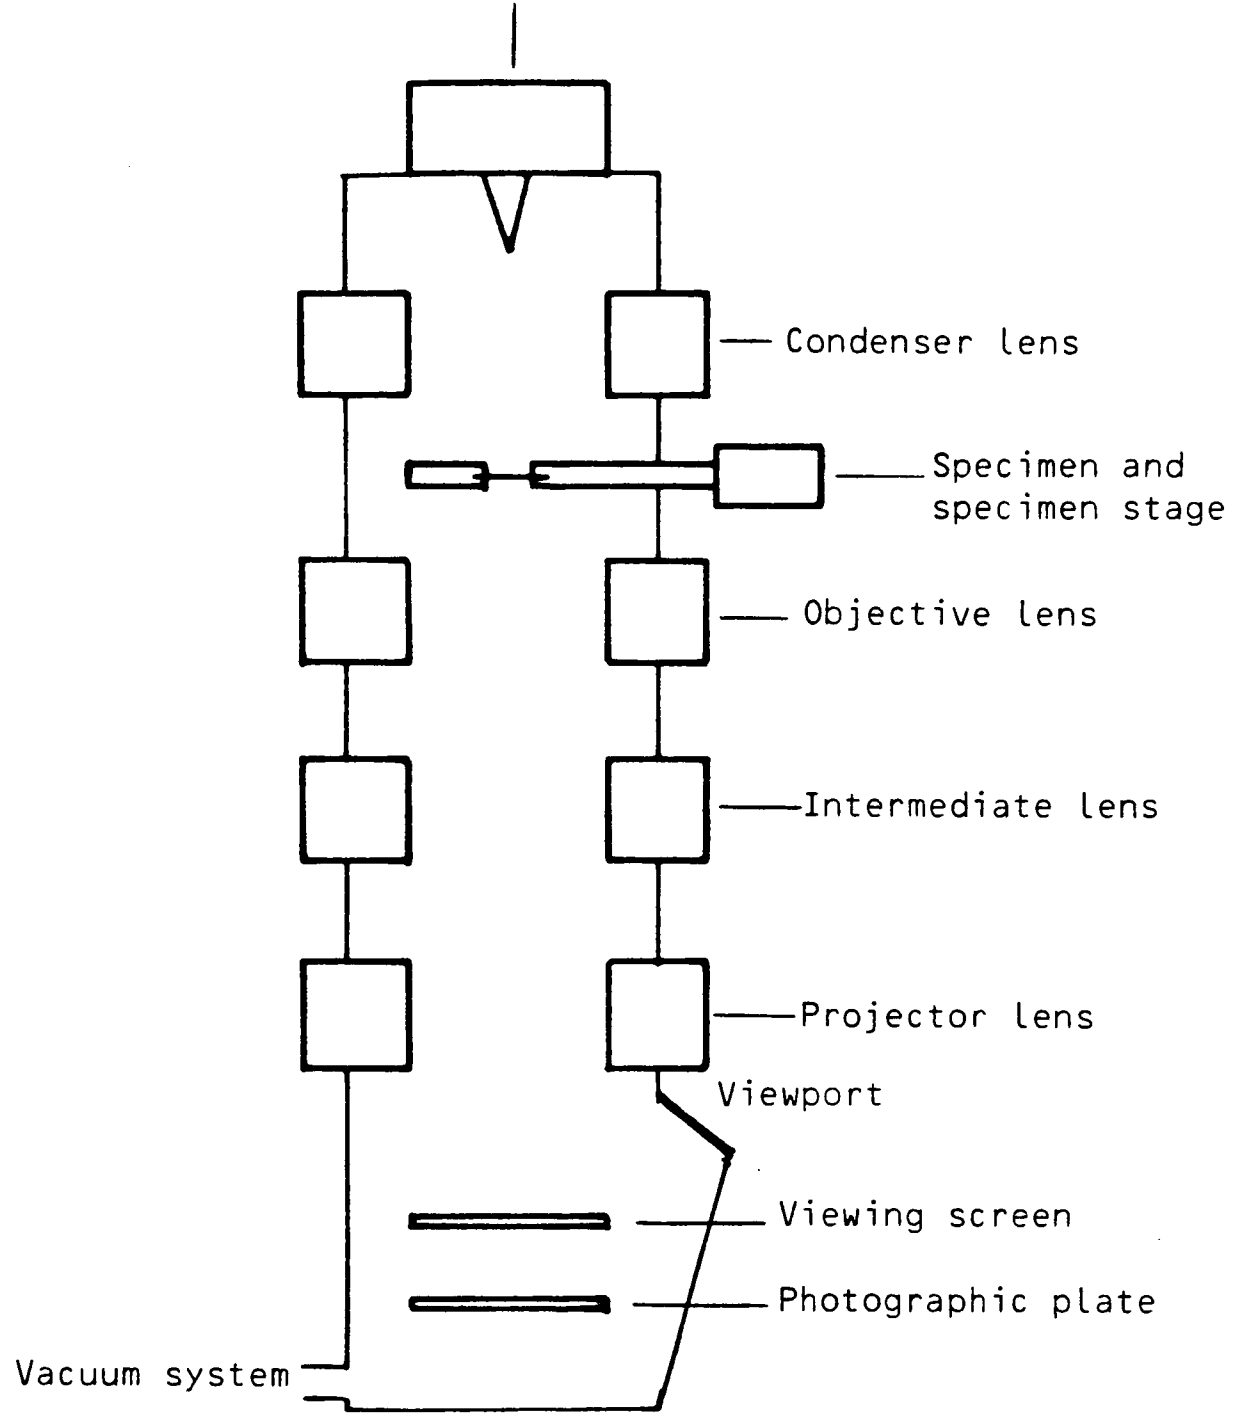 Condenser lens
Specimen and
specimen stage
Objective lens
Intermediate lens
Projector lens
Viewport
Viewing screen
Photographic plate
Vacuum system